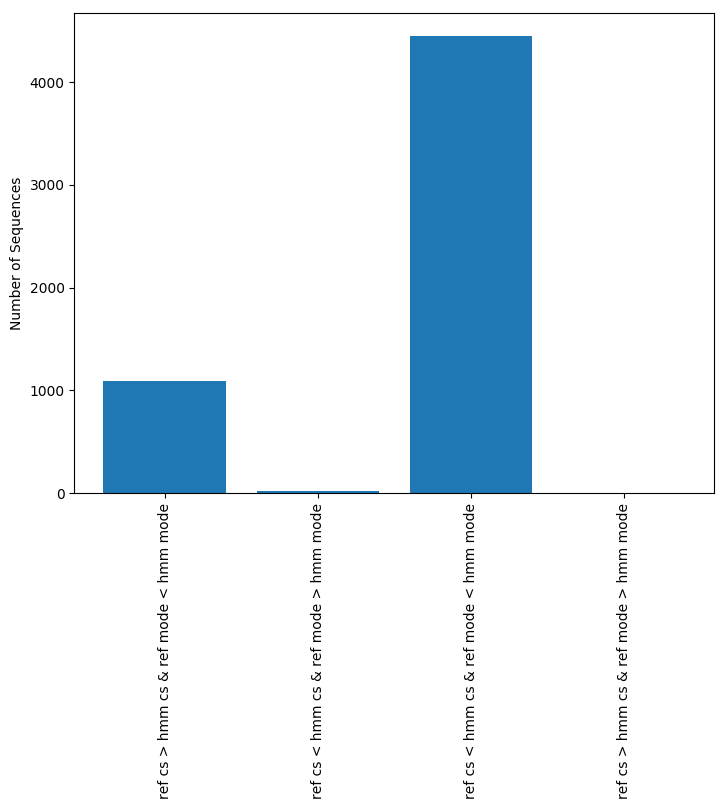 4000
3000
2000
1000
0
Number of Sequences
ref cs > hmm cs & ref mode < hmm mode
ref cs < hmm cs & ref mode > hmm mode
ref cs < hmm cs & ref mode < hmm mode
ref cs > hmm cs & ref mode > hmm mode